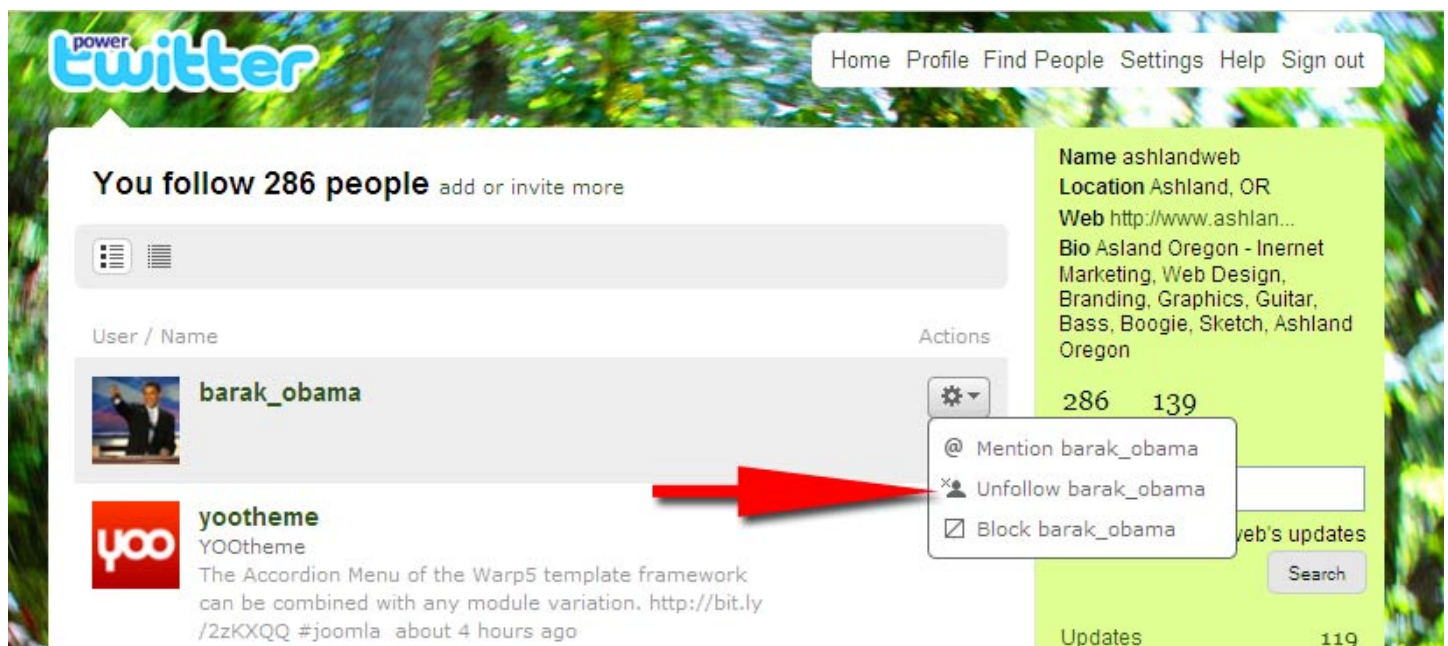 power
twitter
Home Profile Find People Settings Help Sign out
You follow 286 people add or invite more
User / Name
Actions
barak_obama
@ Mention barak_obama
Unfollow barak_obama
Block barak_obama
yoo
yootheme
YOOtheme
The Accordion Menu of the Warp5 template framework
can be combined with any module variation. http://bit.ly
/2zKXQQ #joomla about 4 hours ago
Name ashlandweb
Location Ashland, OR
Web http://www.ashlan...
Bio Asland Oregon - Inernet
Marketing, Web Design,
Branding, Graphics, Guitar,
Bass, Boogie, Sketch, Ashland
Oregon
286 139
web's updates
Search
Updates 119